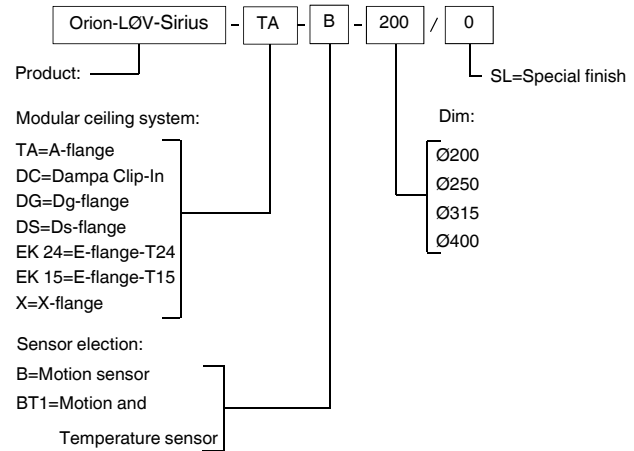 Orion-LØV-Sirius - TA - B - 200 / 0
Product:
SL=Special finish
Modular ceiling system:
Dim:
TA=A-flange
DC=Dampa Clip-In
DG=Dg-flange
DS=Ds-flange
EK 24=E-flange-T24
EK 15=E-flange-T15
X=X-flange
Ø200
Ø250
Ø315
Ø400
Sensor election:
B=Motion sensor
BT1=Motion and
Temperature sensor